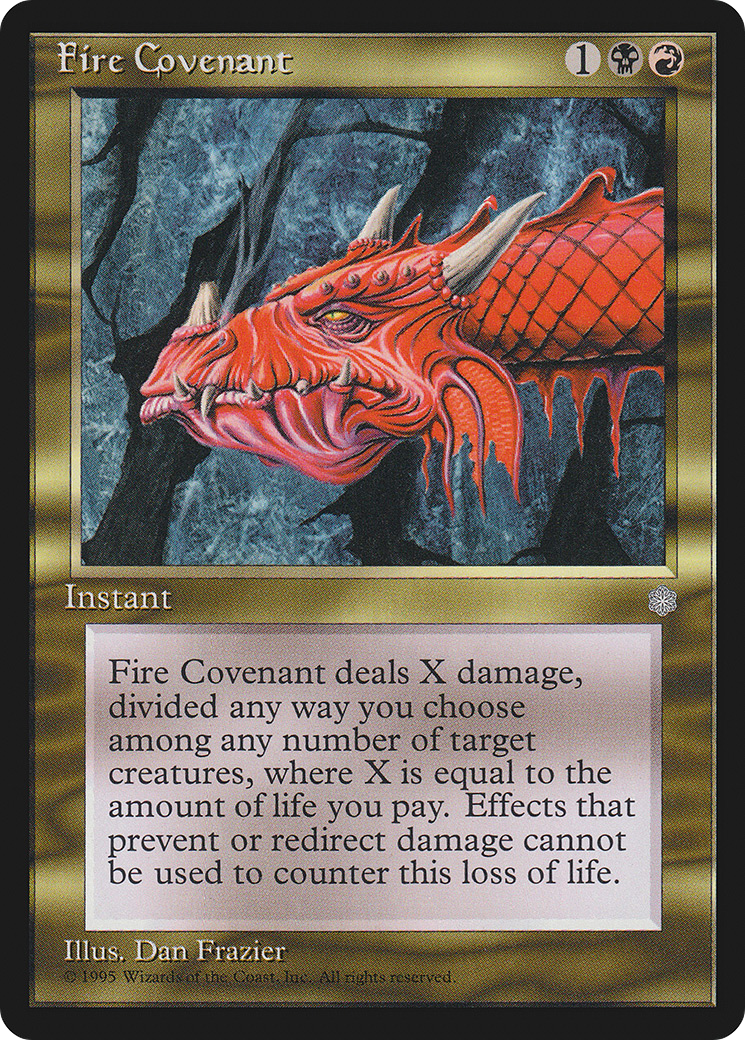 Fire Covenant
1
Instant
Fire Covenant deals X damage,
divided any way you choose
among any number of target
creatures, where X is equal to the
amount of life you pay. Effects that
prevent or redirect damage cannot
be used to counter this loss of life.
Illus. Dan Frazier
© 1995 Wizards of the Coast, Inc. All rights reserved.